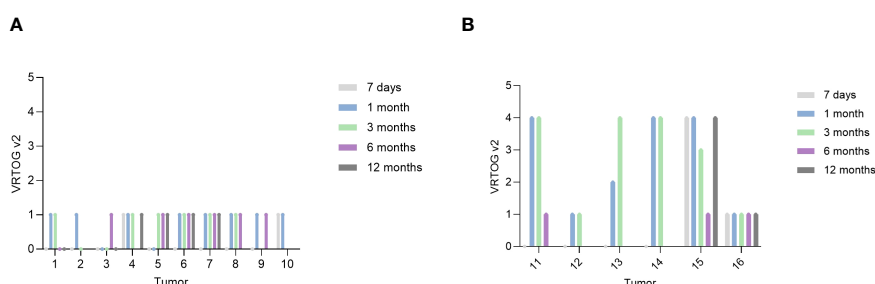 A
VRTOG v2
5
4
3
2
1
0
1 2 3 4 5 6 7 8 9 10
Tumor
7 days
1 month
3 months
6 months
12 months
B
VRTOG v2
5
4
3
2
1
0
11 12 13 14 15 16
Tumor
7 days
1 month
3 months
6 months
12 months